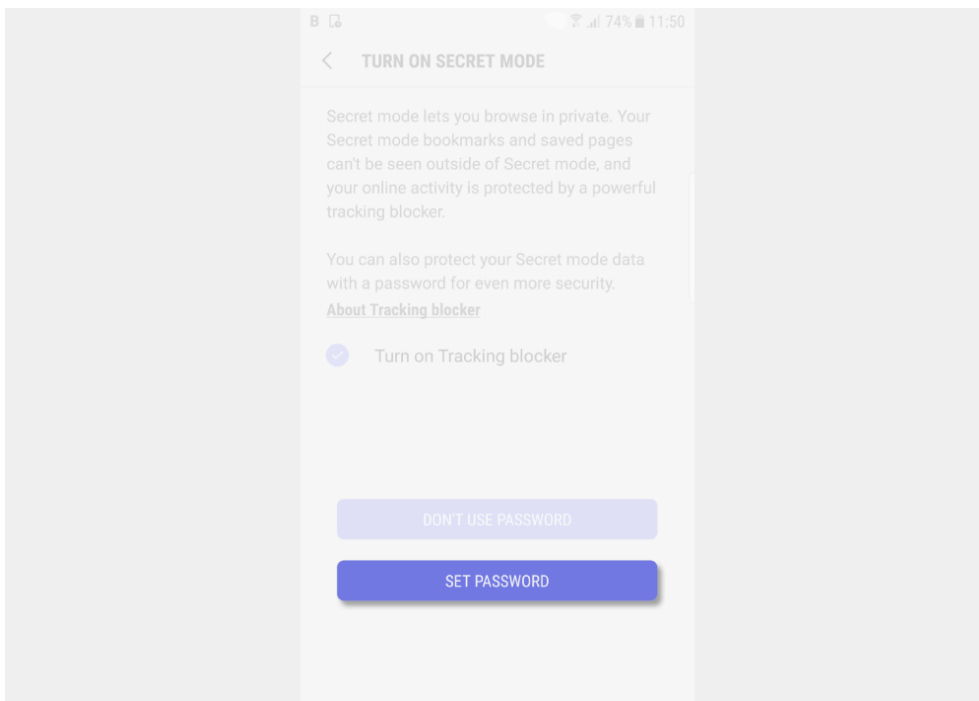 B 74% 11:50
TURN ON SECRET MODE
Secret mode lets you browse in private. Your
Secret mode bookmarks and saved pages
can't be seen outside of Secret mode, and
your online activity is protected by a powerful
tracking blocker.
You can also protect your Secret mode data
with a password for even more security.
About Tracking blocker
Turn on Tracking blocker
DON'T USE PASSWORD
SET PASSWORD